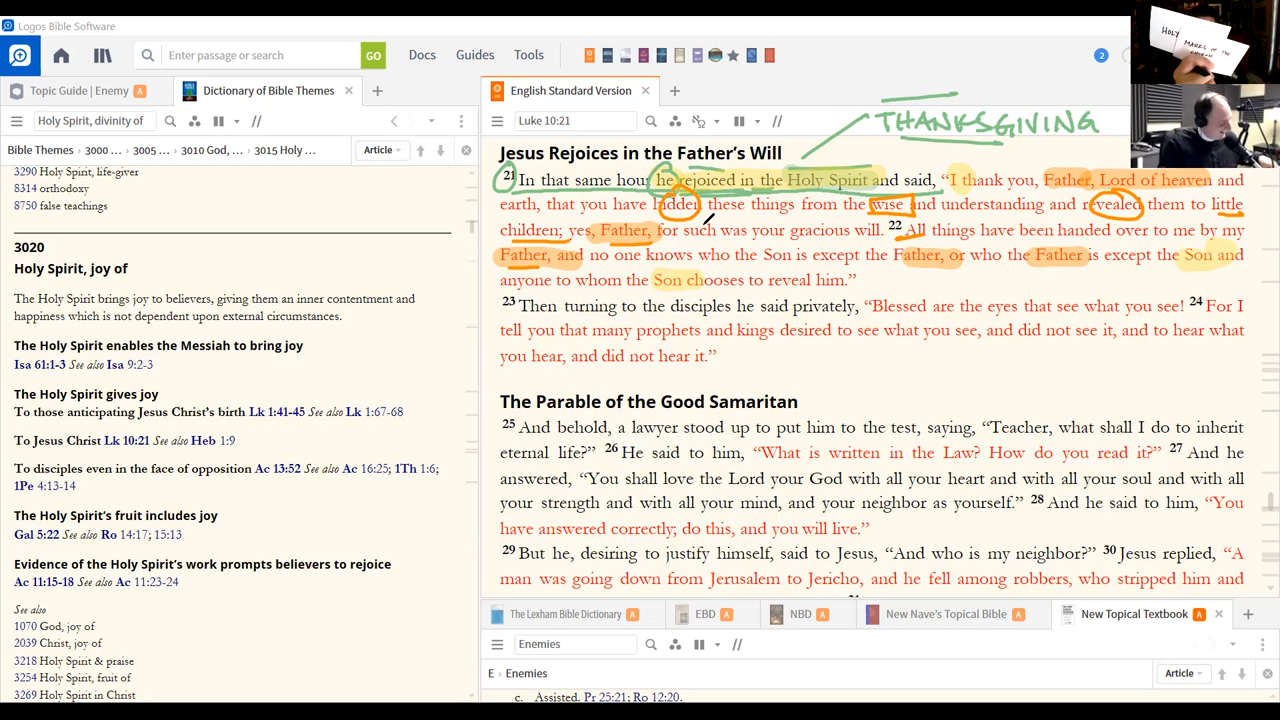 Logos Bible Software
Enter passage or search
GO
Docs
Guides
Tools
2
HOLY
MARKS OF THE
Topic Guide | Enemy A
Dictionary of Bible Themes
Holy Spirit, divinity of
Bible Themes › 3000 ... › 3005 ... › 3010 God, ... › 3015 Holy ...
Article
3290 Holy Spirit, life-giver
8314 orthodoxy
8750 false teachings
3020
Holy Spirit, joy of
The Holy Spirit brings joy to believers, giving them an inner contentment and
happiness which is not dependent upon external circumstances.
The Holy Spirit enables the Messiah to bring joy
Isa 61:1-3 See also Isa 9:2-3
The Holy Spirit gives joy
To those anticipating Jesus Christ's birth Lk 1:41-45 See also Lk 1:67-68
To Jesus Christ Lk 10:21 See also Heb 1:9
To disciples even in the face of opposition Ac 13:52 See also Ac 16:25; 1Th 1:6;
1Pe 4:13-14
The Holy Spirit's fruit includes joy
Gal 5:22 See also Ro 14:17; 15:13
Evidence of the Holy Spirit's work prompts believers to rejoice
Ac 11:15-18 See also Ac 11:23-24
See also
1070 God, joy of
2039 Christ, joy of
3218 Holy Spirit & praise
3254 Holy Spirit, fruit of
3269 Holy Spirit in Christ
English Standard Version
Luke 10:21
THANKSGIVING
Jesus Rejoices in the Father's Will
21 In that same hour he rejoiced in the Holy Spirit and said, “I thank you, Father, Lord of heaven and
earth, that you have hidden these things from the wise and understanding and revealed them to little
children; yes, Father, for such was your gracious will. 22 All things have been handed over to me by my
Father, and no one knows who the Son is except the Father, or who the Father is except the Son and
anyone to whom the Son chooses to reveal him.”
23 Then turning to the disciples he said privately, “Blessed are the eyes that see what you see! 24 For I
tell you that many prophets and kings desired to see what you see, and did not see it, and to hear what
you hear, and did not hear it.”
The Parable of the Good Samaritan
25 And behold, a lawyer stood up to put him to the test, saying, “Teacher, what shall I do to inherit
eternal life?” 26 He said to him, “What is written in the Law? How do you read it?” 27 And he
answered, “You shall love the Lord your God with all your heart and with all your soul and with all
your strength and with all your mind, and your neighbor as yourself.” 28 And he said to him, “You
have answered correctly; do this, and you will live.”
29 But he, desiring to justify himself, said to Jesus, “And who is my neighbor?” 30 Jesus replied, “A
man was going down from Jerusalem to Jericho, and he fell among robbers, who stripped him and
The Lexham Bible Dictionary A
EBD A
NBD A
New Nave's Topical Bible A
New Topical Textbook A
Enemies
E › Enemies
Article
c. Assisted. Pr 25:21; Ro 12:20.